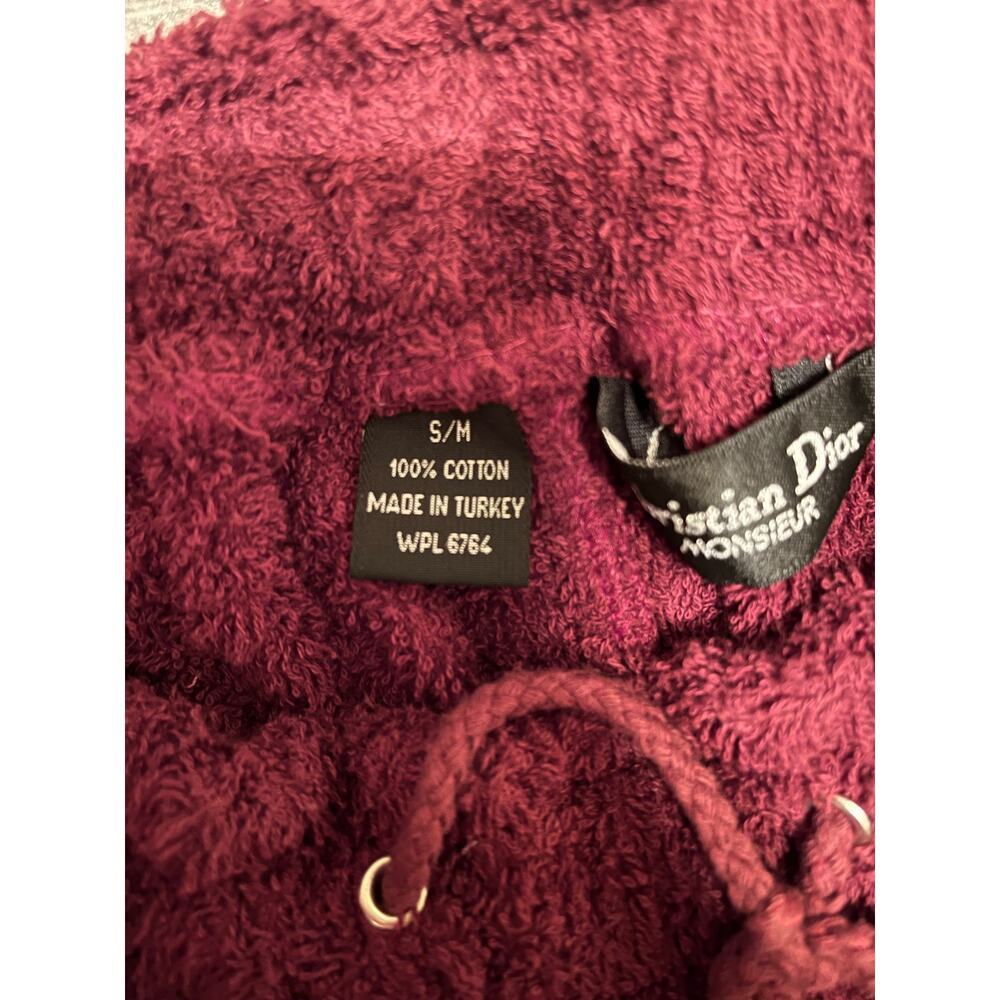 S/M
100% COTTON
MADE IN TURKEY
WPL 6764
ristian Dior
MONSIEUR